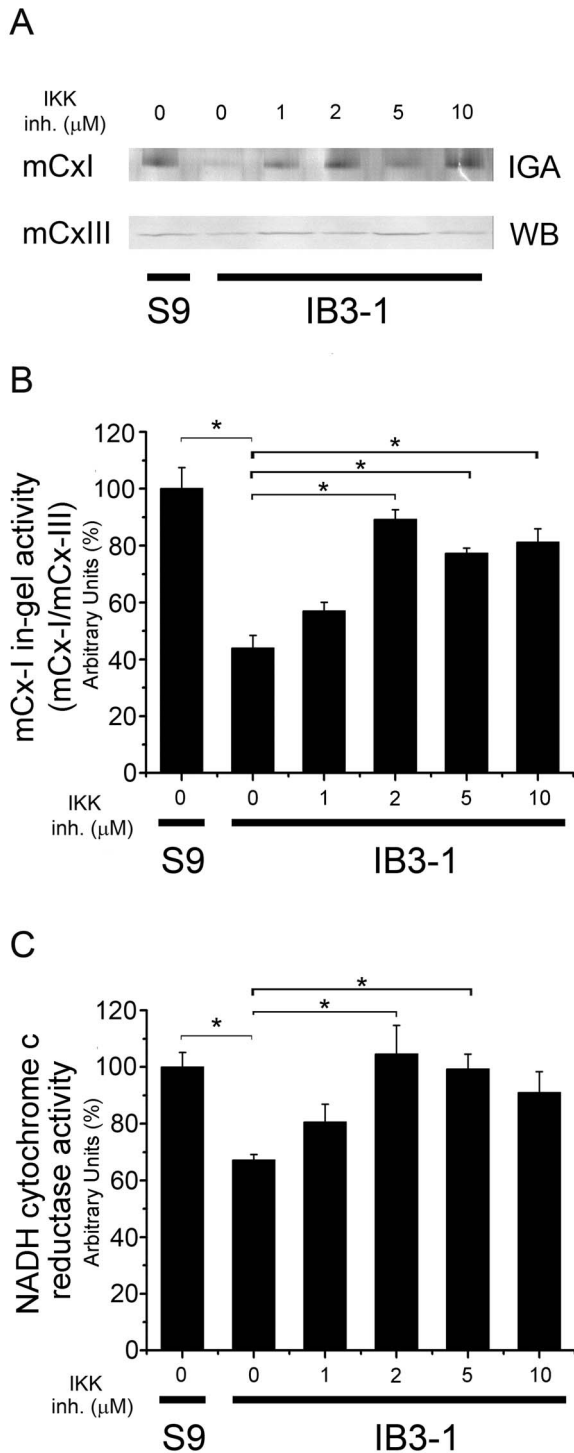 A
IKK
inh. (μM)
0 0 1 2 5 10
mCxI IGA
mCxIII WB
S9 IB3-1
B
mCx-I in-gel activity
(mCx-I/mCx-III)
Arbitrary Units (%)
120
100
80
60
40
20
0
*
*
*
*
IKK
inh. (μM)
0 0 1 2 5 10
S9 IB3-1
C
NADH cytochrome c
reductase activity
Arbitrary Units (%)
120
100
80
60
40
20
0
*
*
*
IKK
inh. (μM)
0 0 1 2 5 10
S9 IB3-1